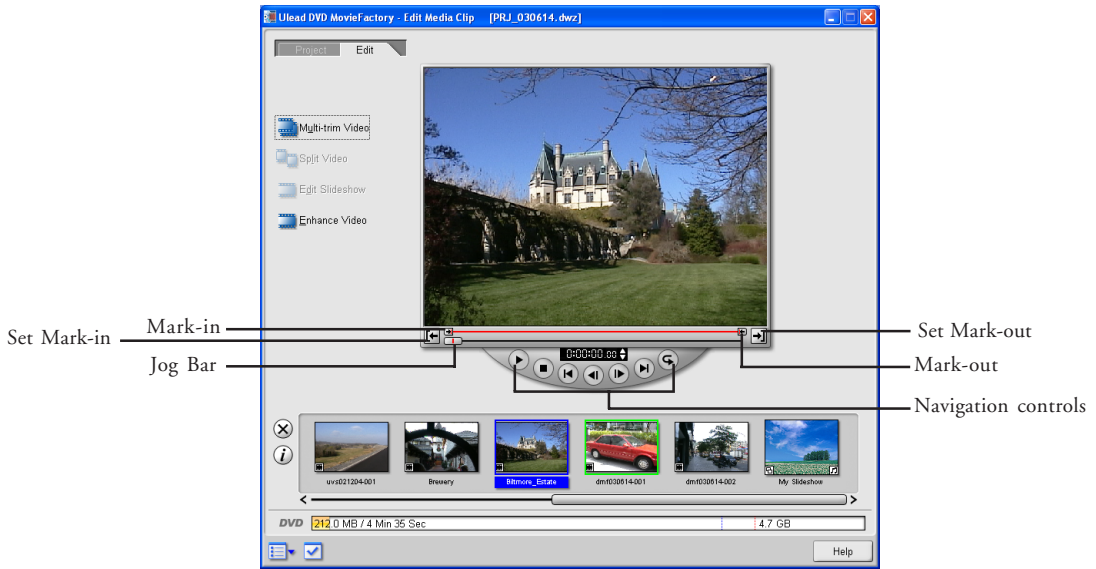 Ulead DVD MovieFactory - Edit Media Clip [PRJ_030614.dwz]
Project Edit
Multi-trim Video
Split Video
Edit Slideshow
Enhance Video
Set Mark-in
Mark-in
Jog Bar
Set Mark-out
Mark-out
Navigation controls
0:00:00.00
uvs021204-001 Brewery Biltmore_Estate dmf030614-001 dmf030614-002 My Slideshow
DVD 212.0 MB / 4 Min 35 Sec 4.7 GB
Help